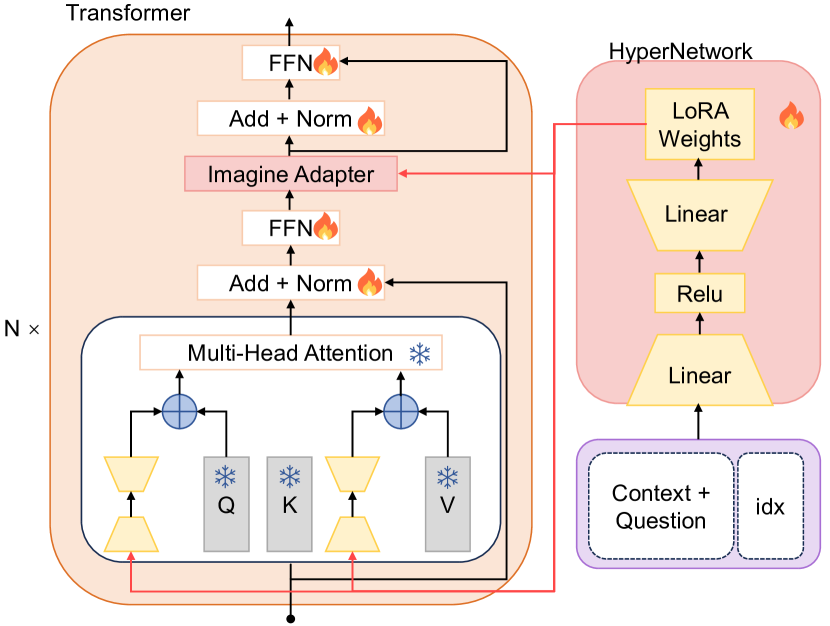 Transformer
FFN
Add + Norm
Imagine Adapter
FFN
Add + Norm
N ×
Multi-Head Attention
Q
K
V
HyperNetwork
LoRA
Weights
Linear
Relu
Linear
Context +
Question
idx